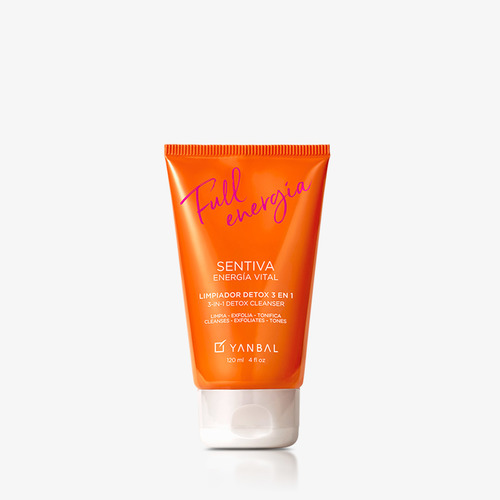 Full
energía
SENTIVA
ENERGÍA VITAL
LIMPIADOR DETOX 3 EN 1
3-IN-1 DETOX CLEANSER
LIMPIA - EXFOLIA - TONIFICA
CLEANSES - EXFOLIATES - TONES
YANBAL
120 ml 4 fl oz